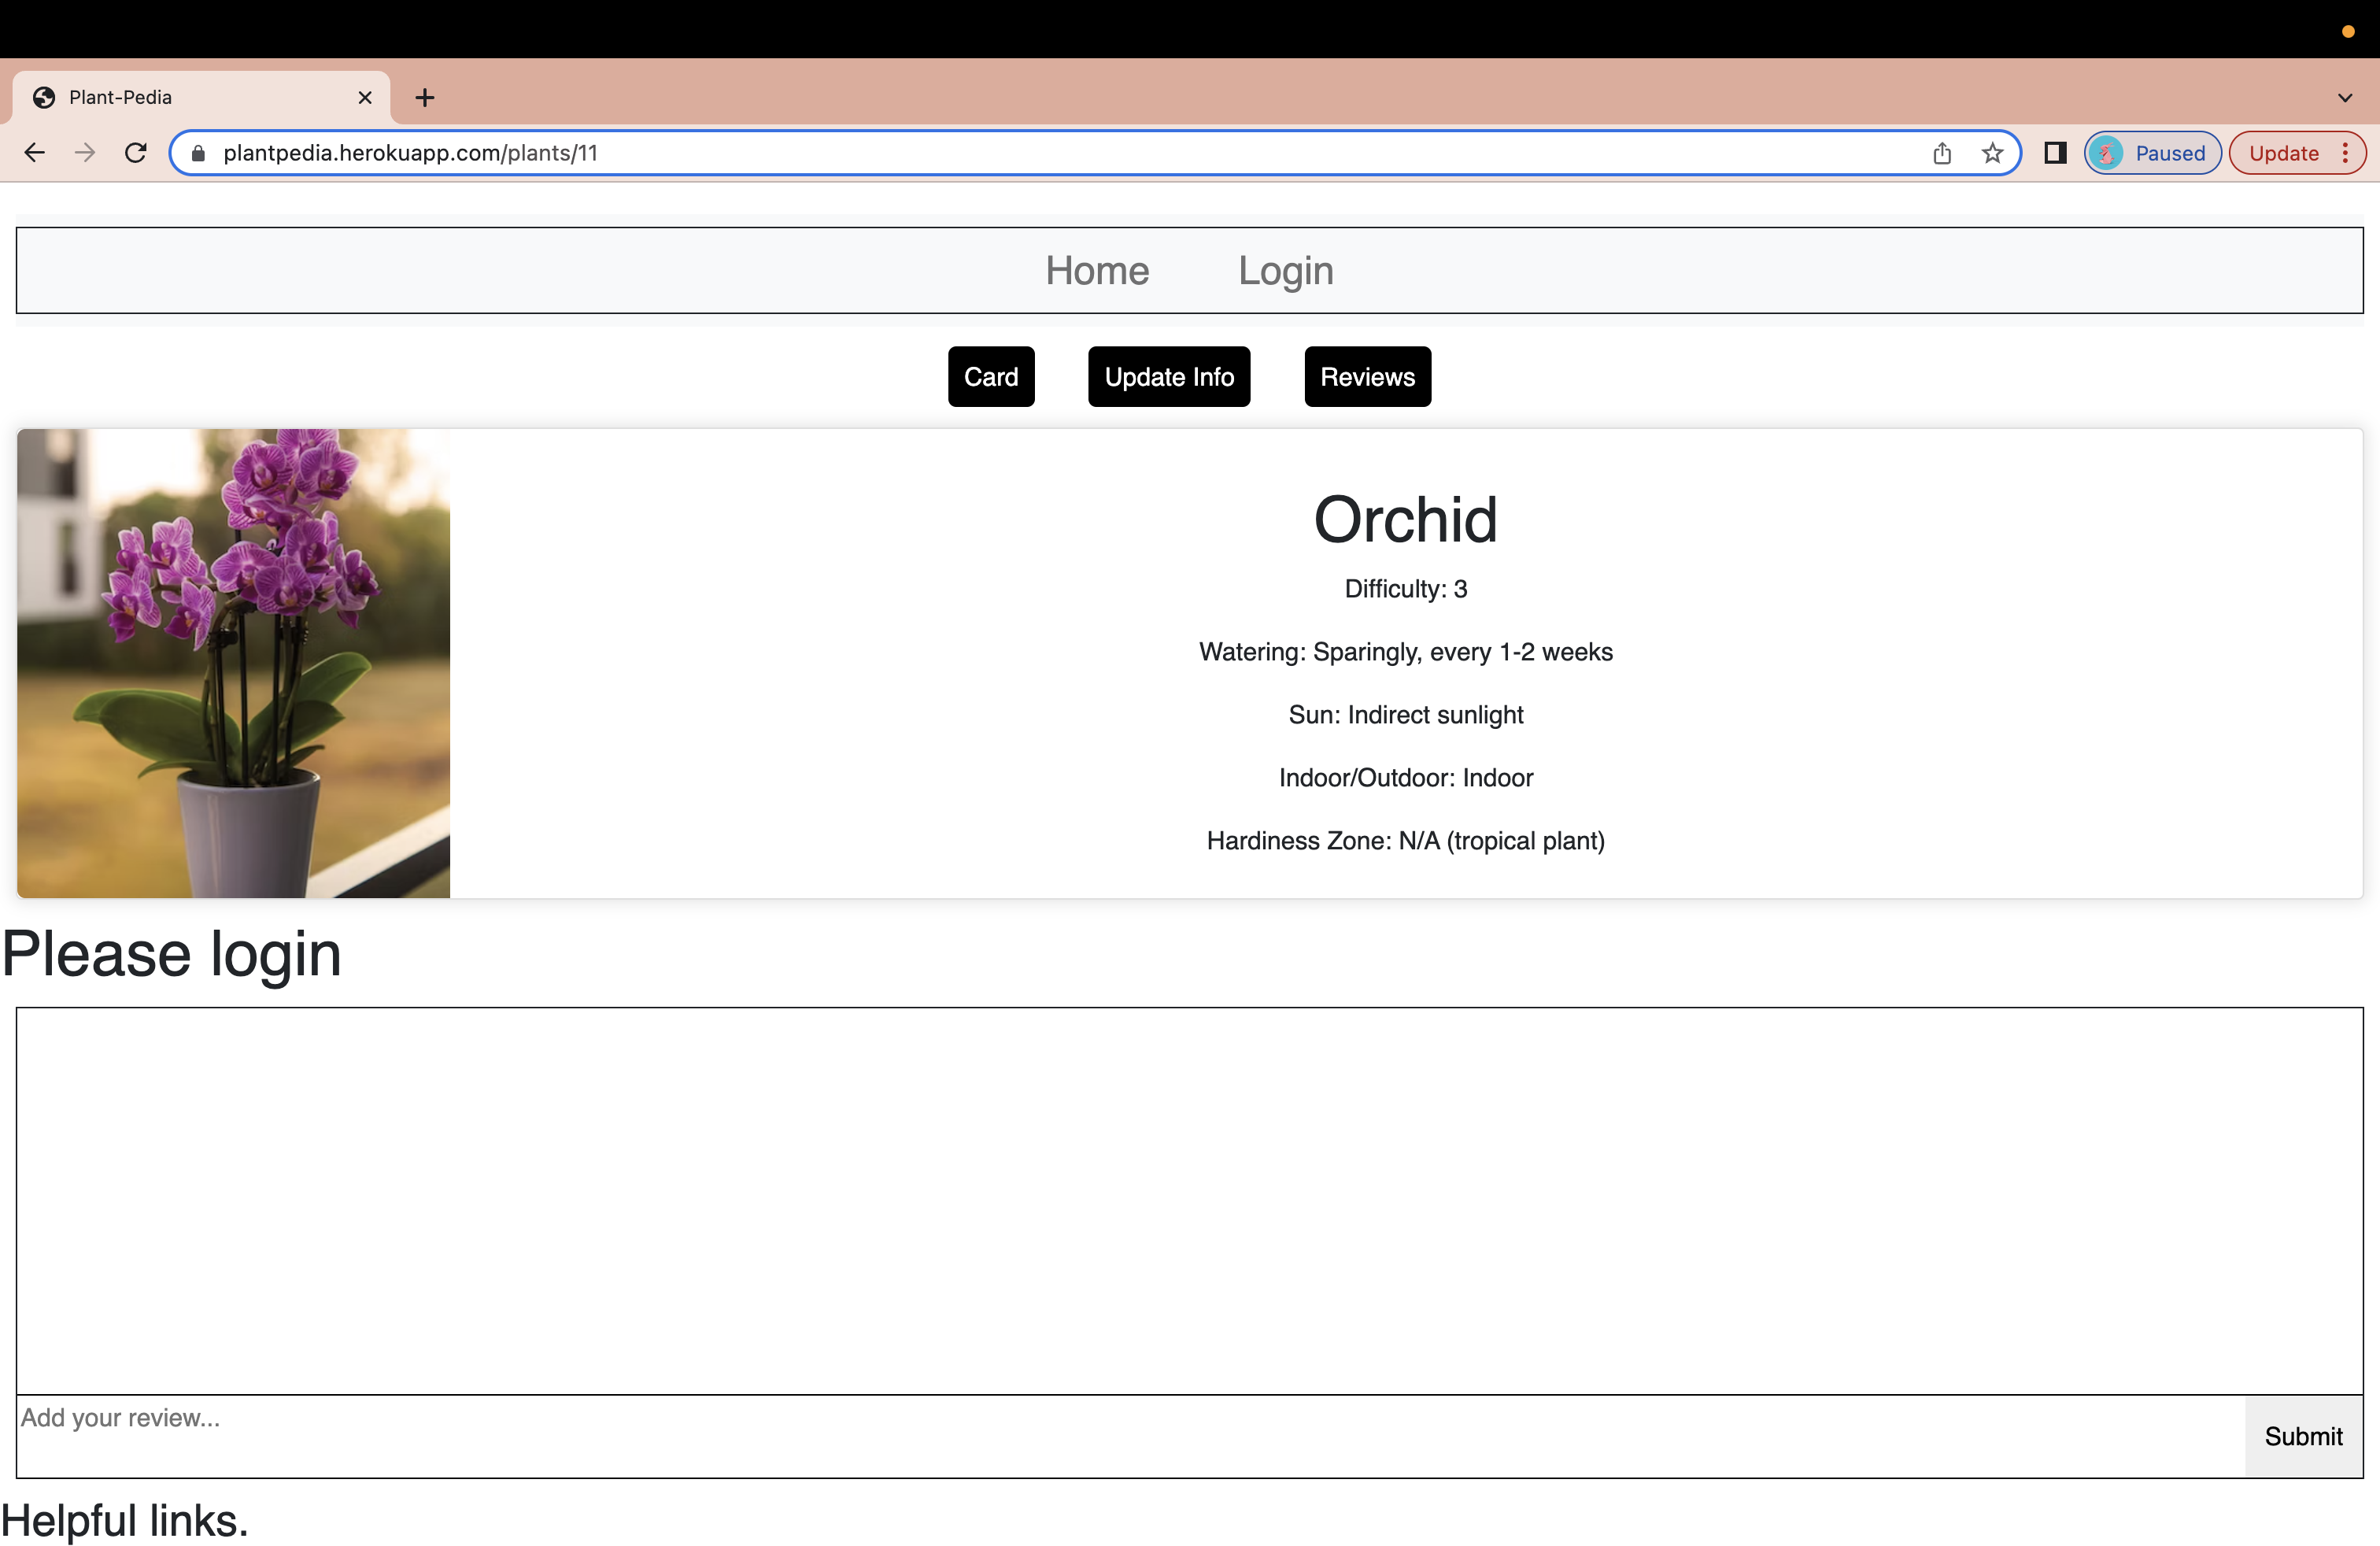 Plant-Pedia
plantpedia.herokuapp.com/plants/11
Paused
Update
Home Login
Card Update Info Reviews
Orchid
Difficulty: 3
Watering: Sparingly, every 1-2 weeks
Sun: Indirect sunlight
Indoor/Outdoor: Indoor
Hardiness Zone: N/A (tropical plant)
Please login
Add your review...
Submit
Helpful links.